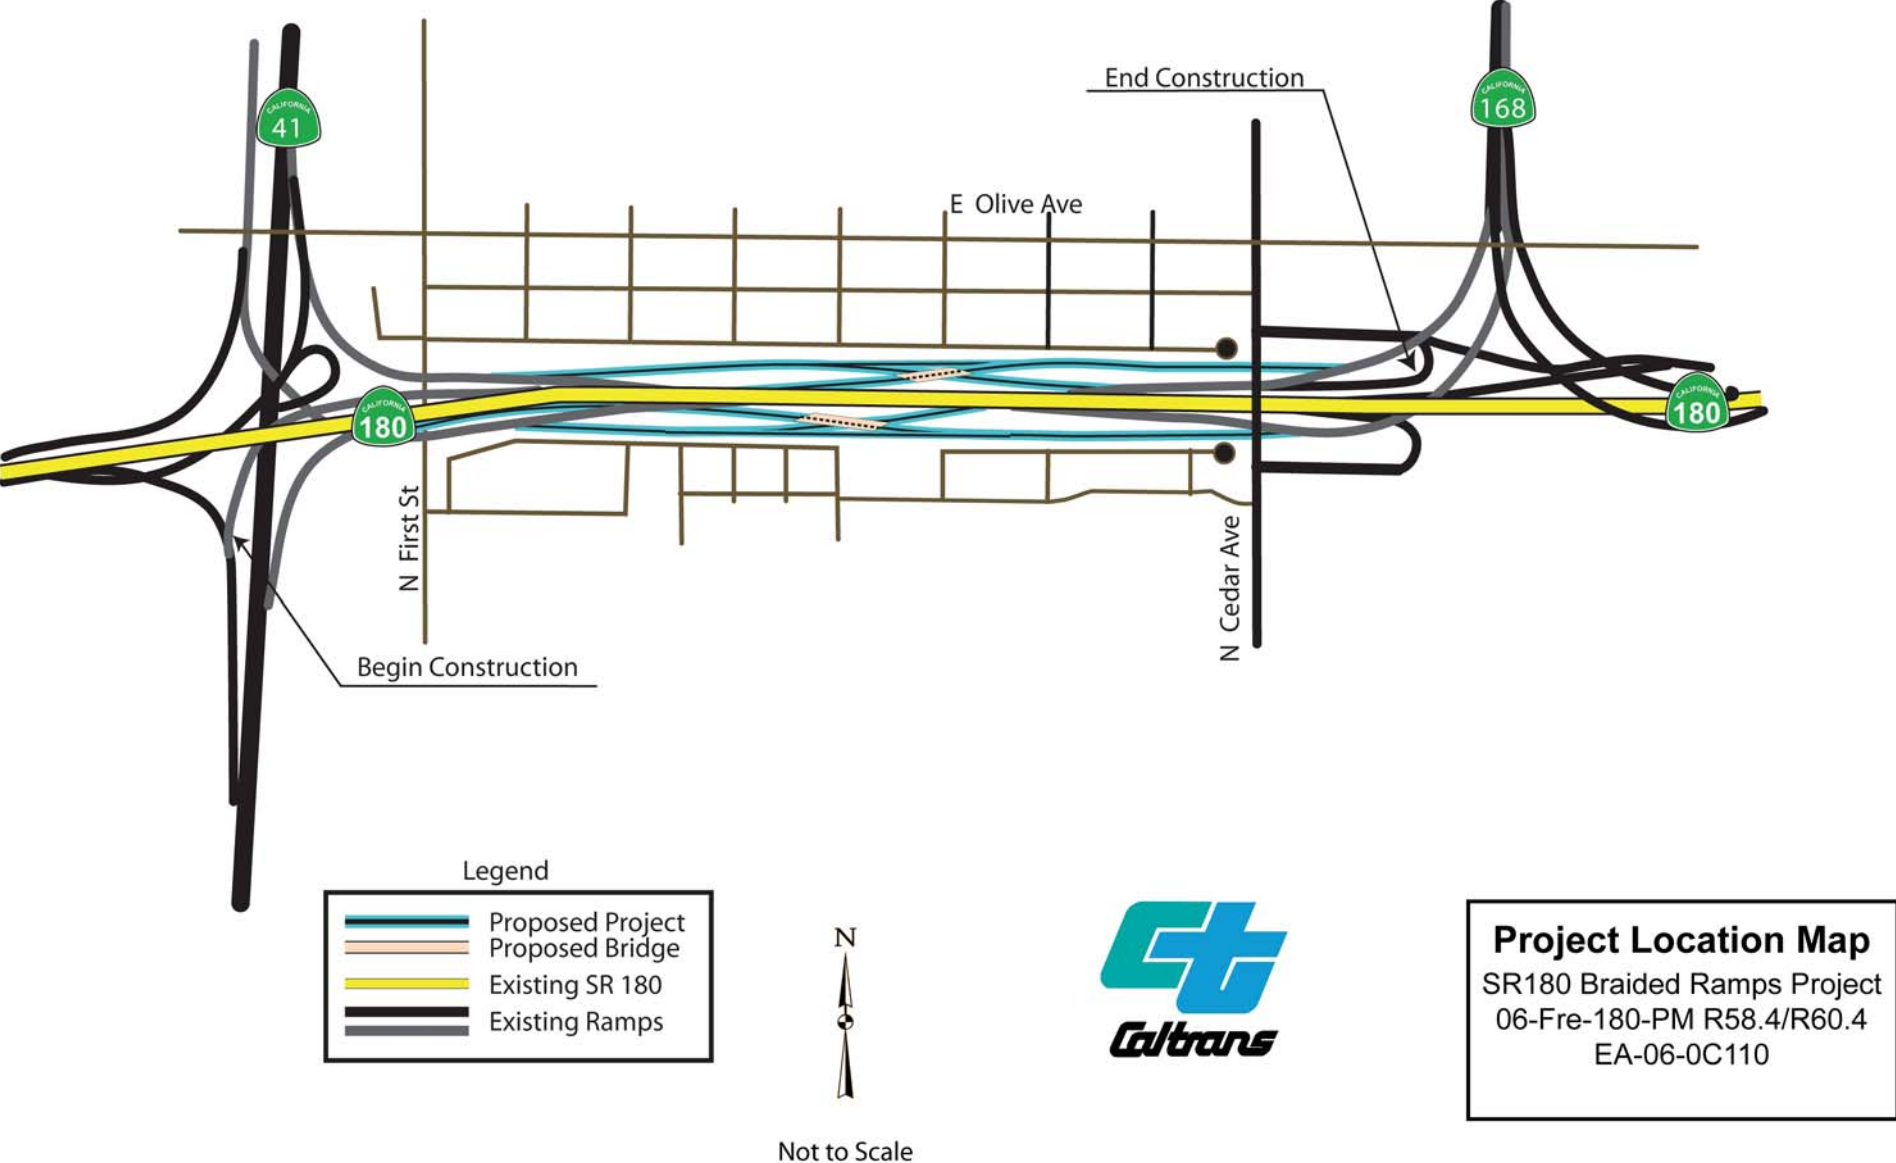 CALIFORNIA
41
End Construction
CALIFORNIA
168
E Olive Ave
CALIFORNIA
180
CALIFORNIA
180
N First St
N Cedar Ave
Begin Construction
Legend
Proposed Project
Proposed Bridge
Existing SR 180
Existing Ramps
N
Not to Scale
Caltrans
Project Location Map
SR180 Braided Ramps Project
06-Fre-180-PM R58.4/R60.4
EA-06-0C110